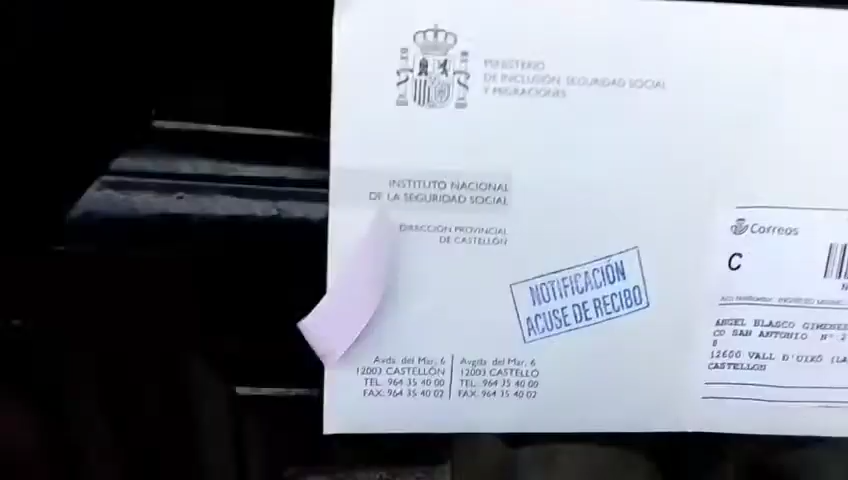 MINISTERIO
DE INCLUSIÓN, SEGURIDAD SOCIAL
Y MIGRACIONES
INSTITUTO NACIONAL
DE LA SEGURIDAD SOCIAL
DIRECCIÓN PROVINCIAL
DE CASTELLÓN
NOTIFICACIÓN
ACUSE DE RECIBO
Correos
C
ANGEL BLASCO GIMENE
CO SAN ANTONIO Nº 2
12600 VALL D'UIXÓ (LA
CASTELLON
Avda. del Mar, 6
12003 CASTELLÓN
TEL. 964 35 40 00
FAX: 964 35 40 02
Avgda. del Mar, 6
12003 CASTELLÓ
TEL. 964 35 40 00
FAX: 964 35 40 02